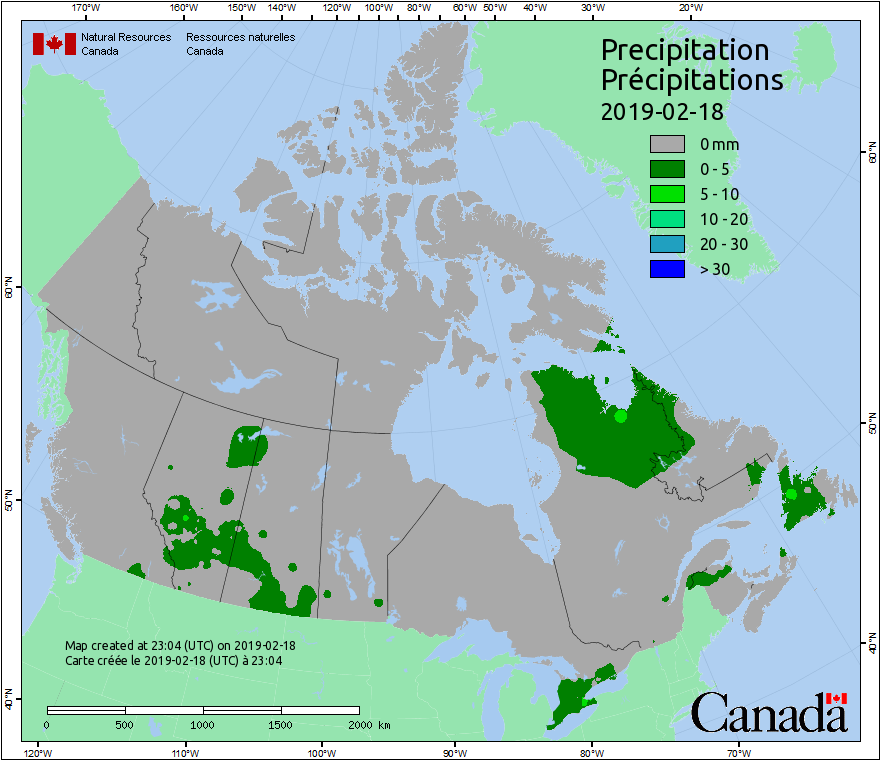 170°W 160°W 150°W 140°W 120°W 100°W 80°W 60°W 50°W 40°W 30°W 20°W
Natural Resources Canada
Ressources naturelles Canada
Precipitation
Précipitations
2019-02-18
0 mm
0 - 5
5 - 10
10 - 20
20 - 30
> 30
60°N
60°N
50°N
50°N
40°N
40°N
Map created at 23:04 (UTC) on 2019-02-18
Carte créée le 2019-02-18 (UTC) à 23:04
0 500 1000 1500 2000 km
Canada
120°W 110°W 100°W 90°W 80°W 70°W